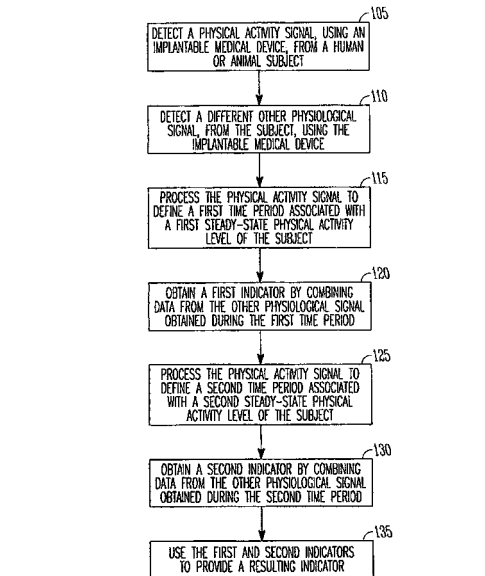 105
DETECT A PHYSICAL ACTIVITY SIGNAL, USING AN
IMPLANTABLE MEDICAL DEVICE, FROM A HUMAN
OR ANIMAL SUBJECT
110
DETECT A DIFFERENT OTHER PHYSIOLOGICAL
SIGNAL, FROM THE SUBJECT, USING THE
IMPLANTABLE MEDICAL DEVICE
115
PROCESS THE PHYSICAL ACTIVITY SIGNAL TO
DEFINE A FIRST TIME PERIOD ASSOCIATED WITH
A FIRST STEADY-STATE PHYSICAL ACTIVITY
LEVEL OF THE SUBJECT
120
OBTAIN A FIRST INDICATOR BY COMBINING
DATA FROM THE OTHER PHYSIOLOGICAL SIGNAL
OBTAINED DURING THE FIRST TIME PERIOD
125
PROCESS THE PHYSICAL ACTIVITY SIGNAL TO
DEFINE A SECOND TIME PERIOD ASSOCIATED
WITH A SECOND STEADY-STATE PHYSICAL
ACTIVITY LEVEL OF THE SUBJECT
130
OBTAIN A SECOND INDICATOR BY COMBINING
DATA FROM THE OTHER PHYSIOLOGICAL SIGNAL
OBTAINED DURING THE SECOND TIME PERIOD
135
USE THE FIRST AND SECOND INDICATORS
TO PROVIDE A RESULTING INDICATOR